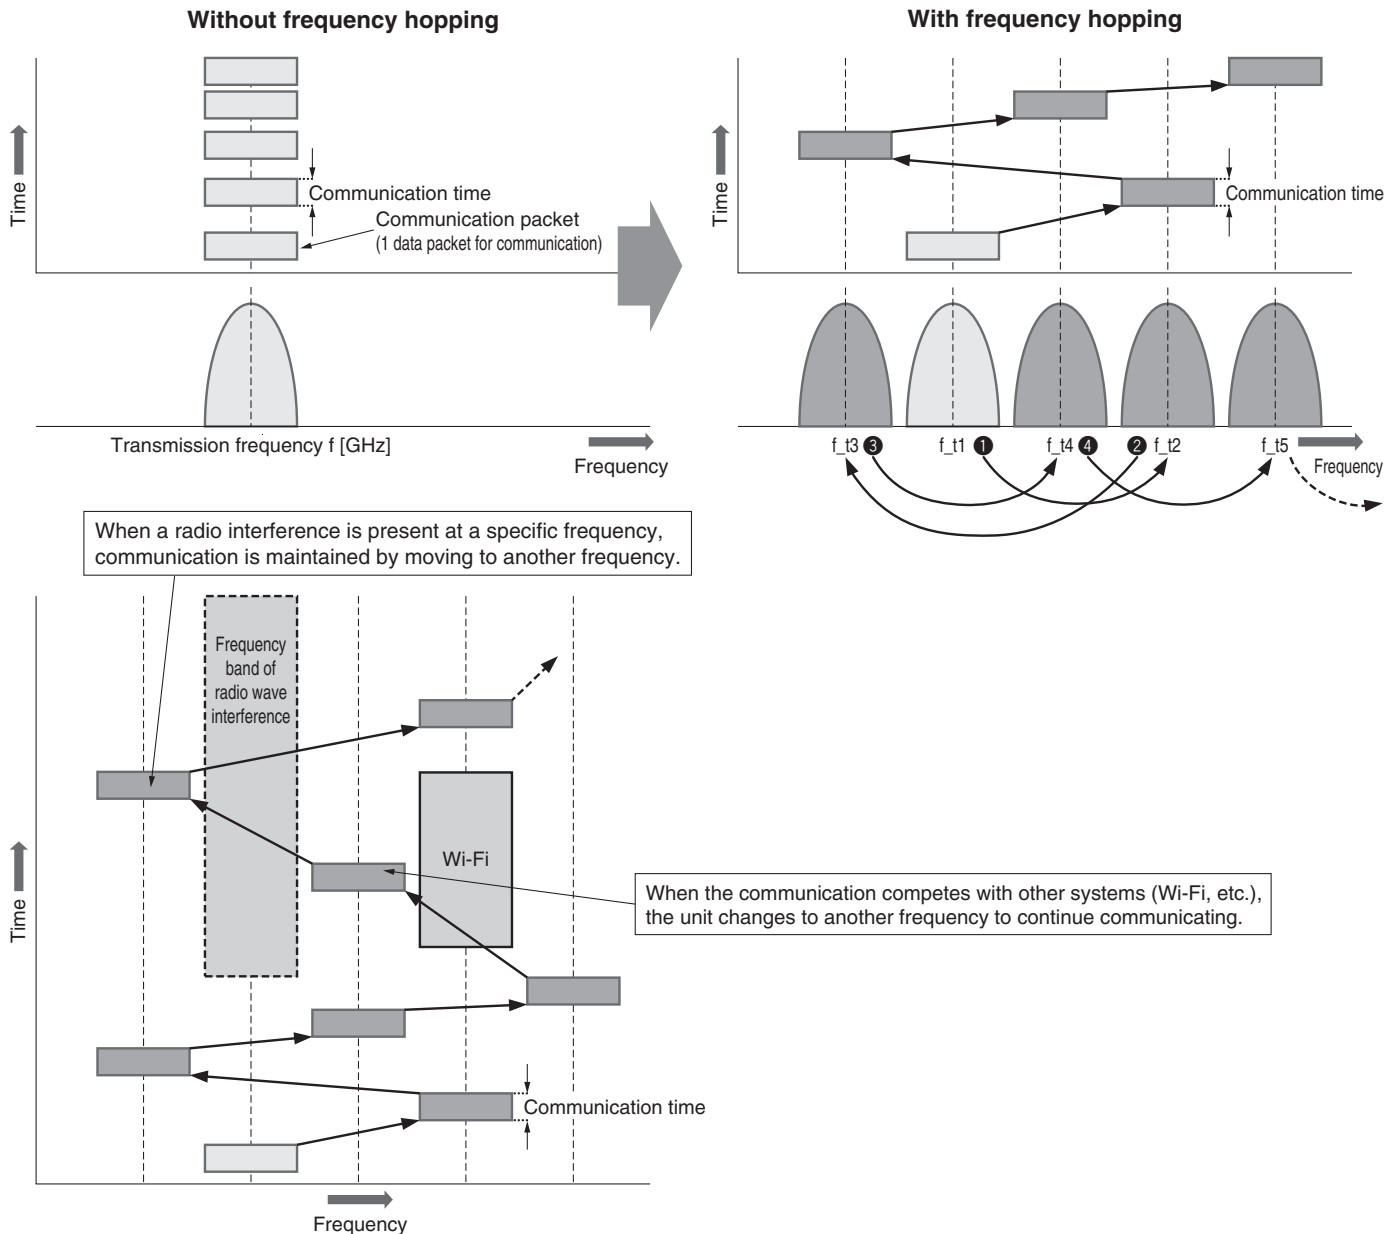 Without frequency hopping
Time
Communication time
Communication packet
(1 data packet for communication)
Transmission frequency f [GHz]
Frequency
With frequency hopping
Time
Communication time
f_t3 ❸ f_t1 ❶ f_t4 ❹ ❷ f_t2 f_t5
Frequency
When a radio interference is present at a specific frequency,
communication is maintained by moving to another frequency.
Frequency
band of
radio wave
interference
Wi-Fi
When the communication competes with other systems (Wi-Fi, etc.),
the unit changes to another frequency to continue communicating.
Time
Communication time
Frequency